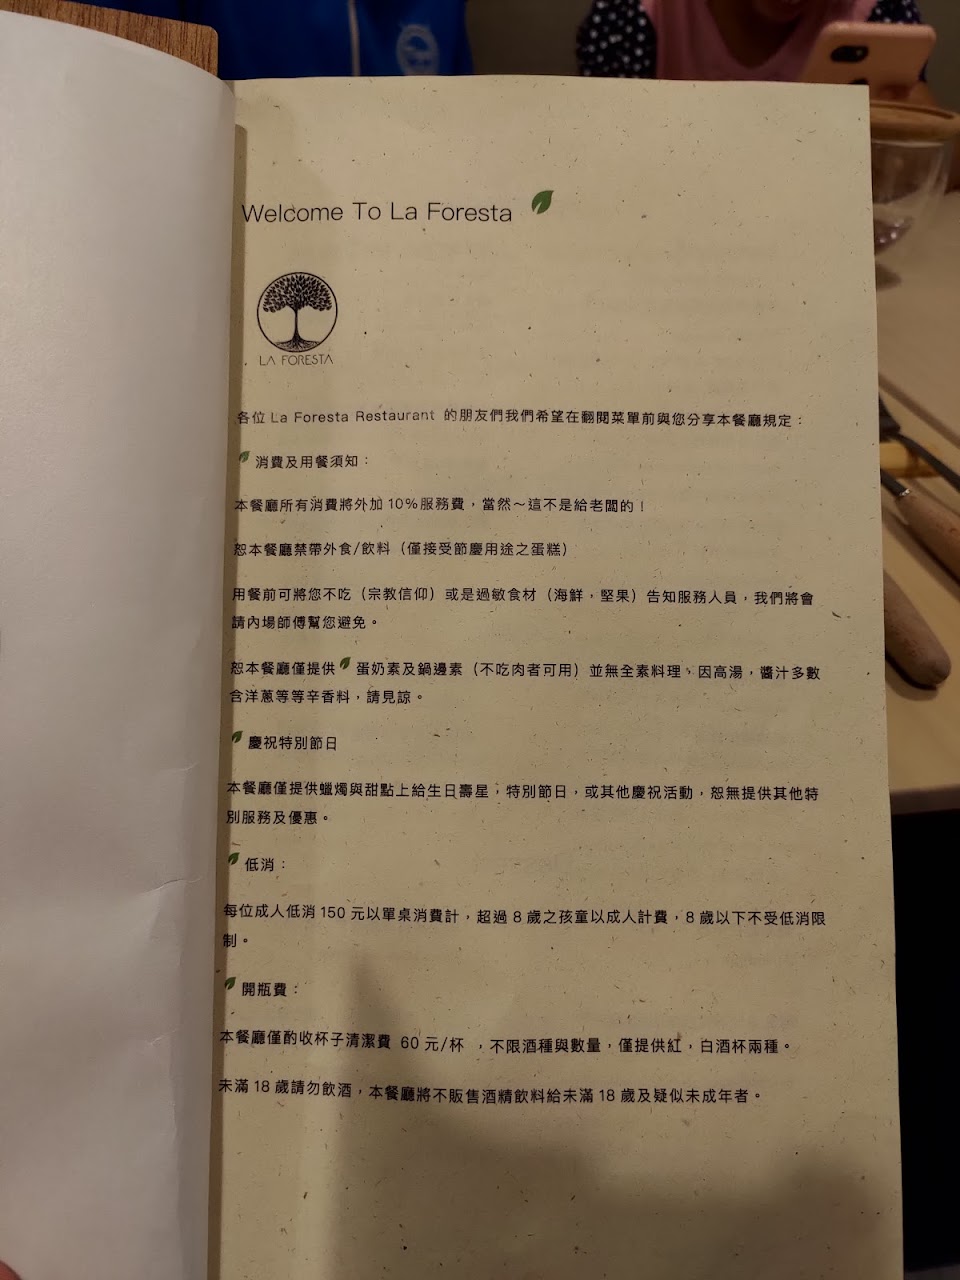 Welcome To La Foresta
LA FORESTA
各位 La Foresta Restaurant 的朋友們我們希望在翻閱菜單前與您分享本餐廳規定：
消費及用餐須知：
本餐廳所有消費將外加 10%服務費，當然～這不是給老闆的！
恕本餐廳禁帶外食/飲料（僅接受節慶用途之蛋糕）
用餐前可將您不吃（宗教信仰）或是過敏食材（海鮮，堅果）告知服務人員，我們將會
請內場師傅幫您避免。
恕本餐廳僅提供 蛋奶素及鍋邊素（不吃肉者可用）並無全素料理，因高湯，醬汁多數
含洋蔥等等辛香料，請見諒。
慶祝特別節日
本餐廳僅提供蠟燭與甜點上給生日壽星，特別節日，或其他慶祝活動，恕無提供其他特
別服務及優惠。
低消：
每位成人低消 150 元以單桌消費計，超過 8 歲之孩童以成人計費，8 歲以下不受低消限
制。
開瓶費：
本餐廳僅酌收杯子清潔費 60 元/杯 ，不限酒種與數量，僅提供紅，白酒杯兩種。
未滿 18 歲請勿飲酒，本餐廳將不販售酒精飲料給未滿 18 歲及疑似未成年者。